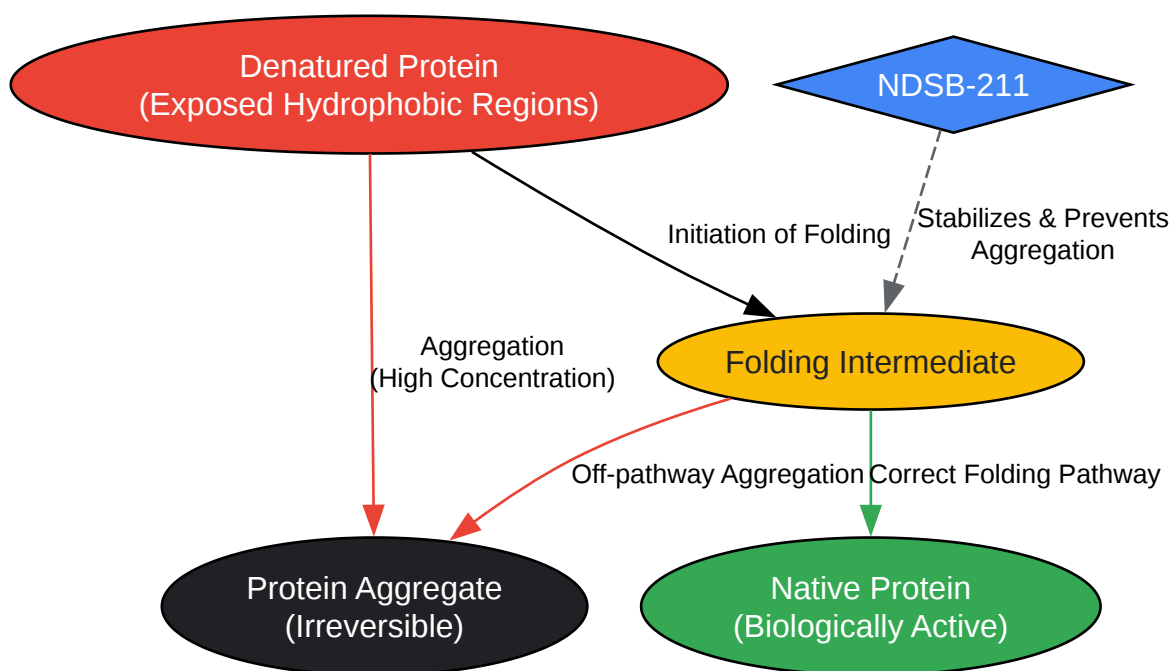 Denatured Protein
(Exposed Hydrophobic Regions)
NDSB-211
Initiation of Folding
Stabilizes & Prevents
Aggregation
Aggregation
(High Concentration)
Folding Intermediate
Off-pathway Aggregation
Correct Folding Pathway
Protein Aggregate
(Irreversible)
Native Protein
(Biologically Active)